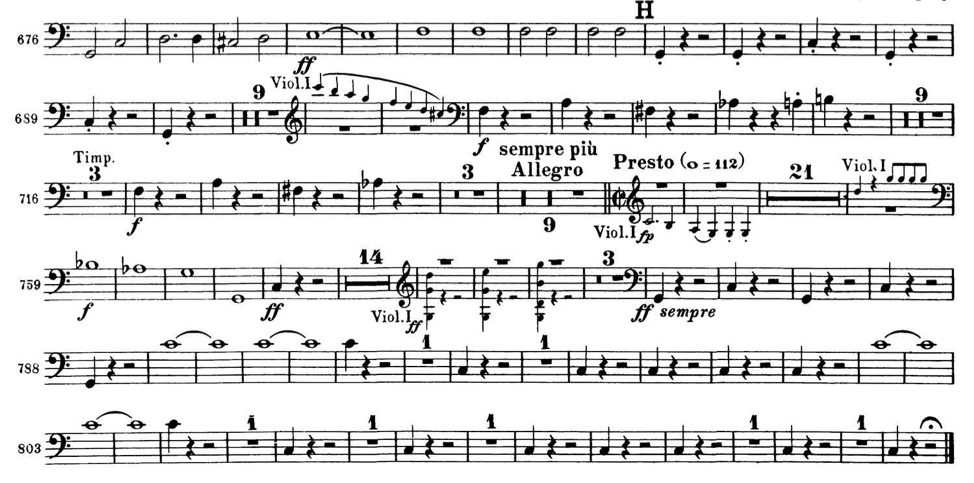 H
676
ff
9
Viol.I
689
f sempre più
9
Timp.
3
716
f
3
Allegro
9
Presto (𝅝 = 112)
Viol.I fp
21
Viol.I
759
f
ff
14
Viol.I
ff
3
ff sempre
788
1
1
803
1
1
1
1
1